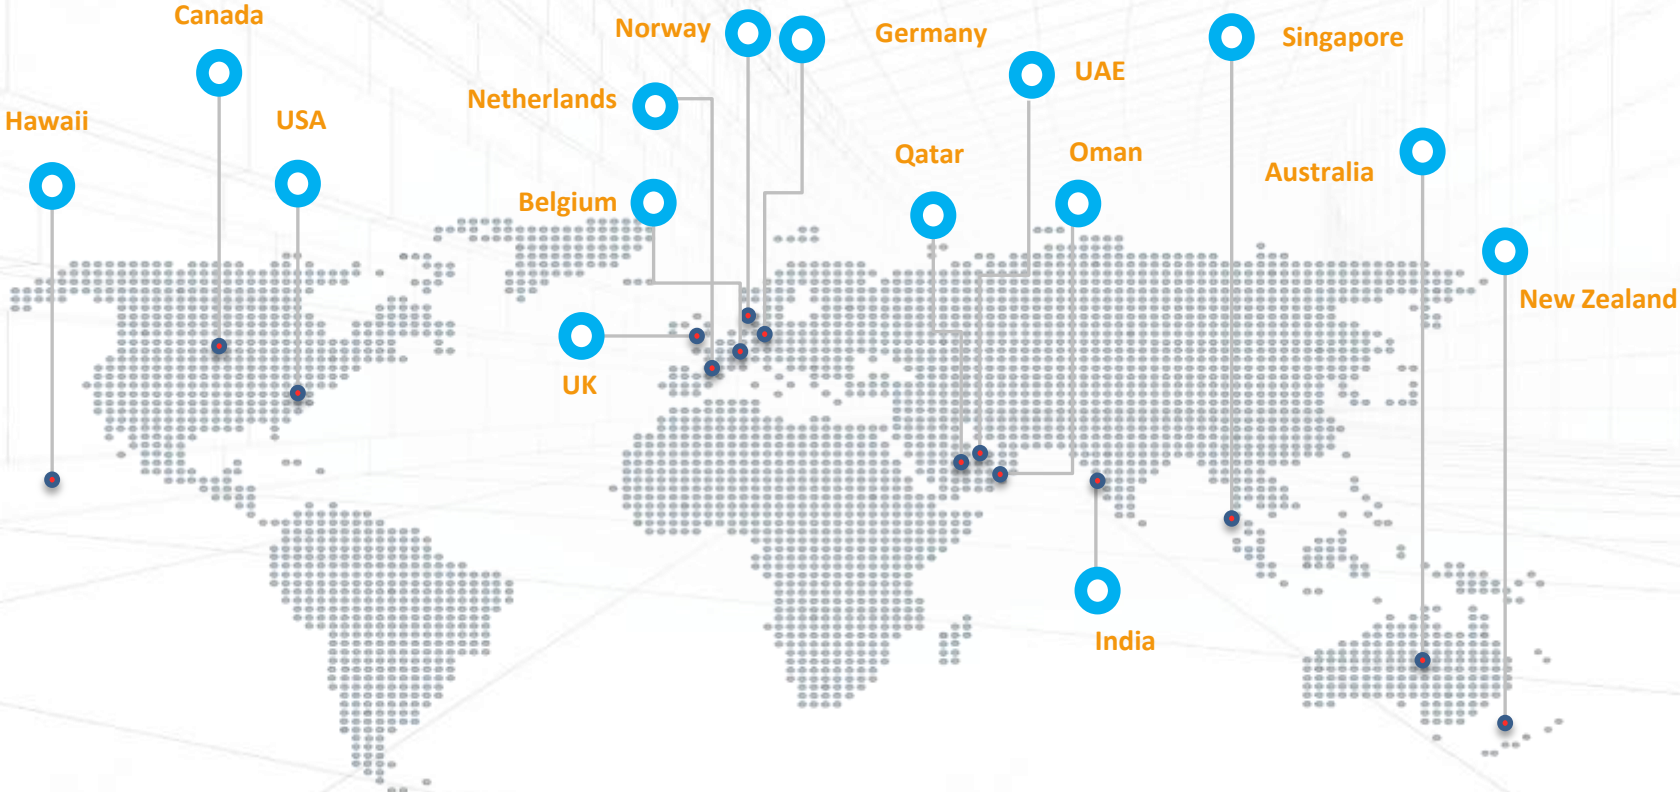 Canada
Norway
Germany
Singapore
UAE
Netherlands
Hawaii
USA
Qatar
Oman
Australia
Belgium
New Zealand
UK
India